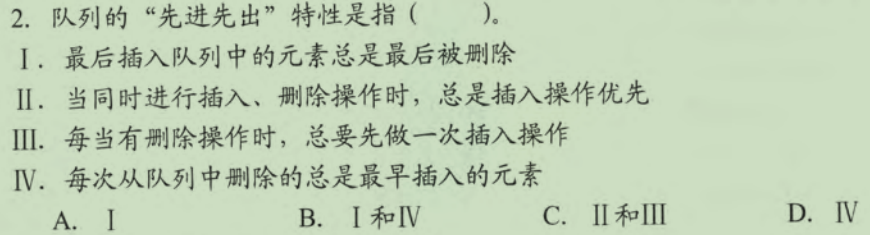 2. 队列的“先进先出”特性是指（ ）。
Ⅰ. 最后插入队列中的元素总是最后被删除
Ⅱ. 当同时进行插入、删除操作时，总是插入操作优先
Ⅲ. 每当有删除操作时，总要先做一次插入操作
Ⅳ. 每次从队列中删除的总是最早插入的元素
A. Ⅰ B. Ⅰ和Ⅳ C. Ⅱ和Ⅲ D. Ⅳ